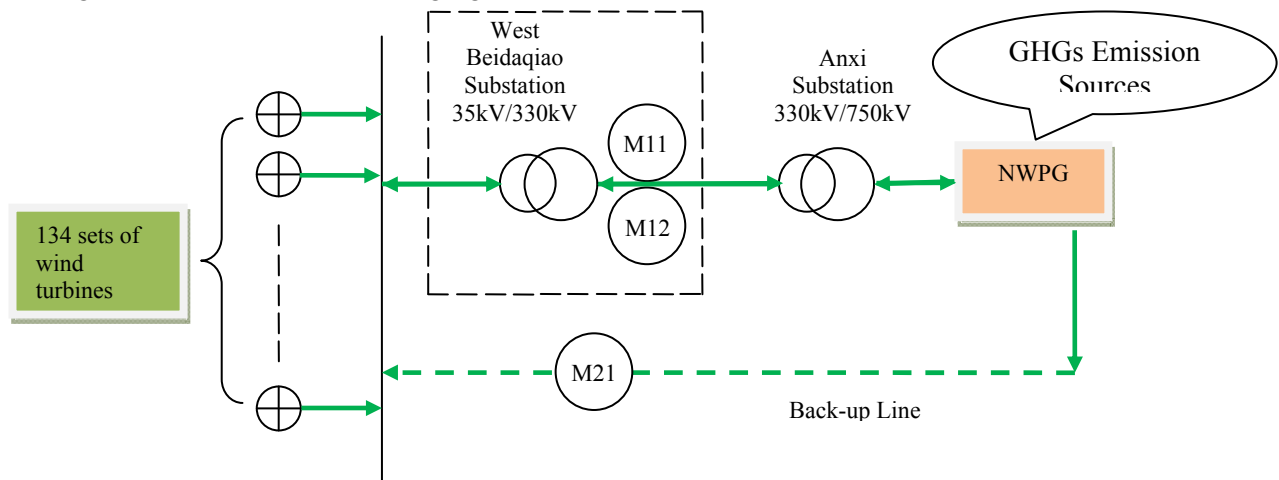 West
Beidaqiao
Substation
35kV/330kV
Anxi
Substation
330kV/750kV
GHGs Emission
Sources
M11
M12
NWPG
134 sets of
wind
turbines
M21
Back-up Line